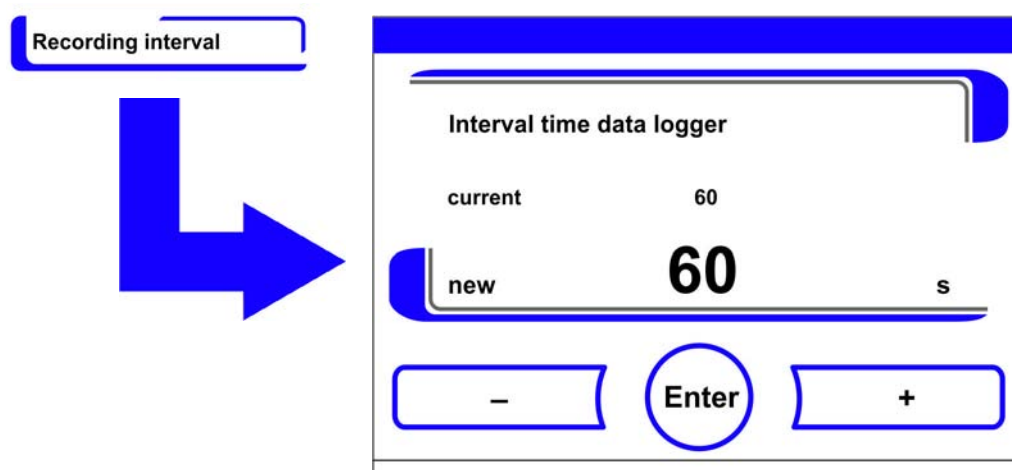 Recording interval
Interval time data logger
current 60
new 60 s
– Enter +